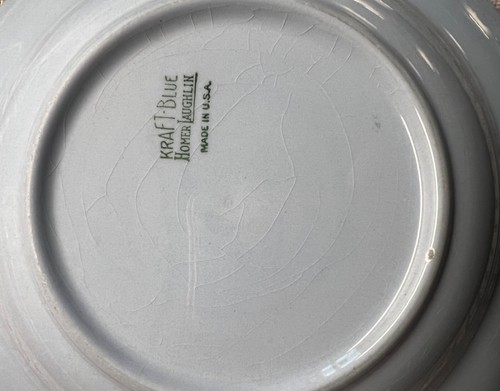 KRAFT-BLUE
HOMER LAUGHLIN
MADE IN U.S.A.